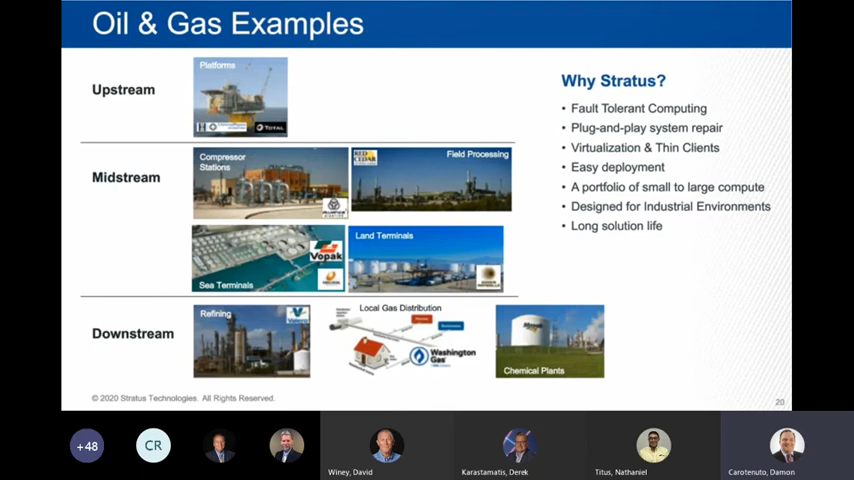 Oil & Gas Examples
Upstream
Platforms
TOTAL
Why Stratus?
• Fault Tolerant Computing
• Plug-and-play system repair
• Virtualization & Thin Clients
• Easy deployment
• A portfolio of small to large compute
• Designed for Industrial Environments
• Long solution life
Midstream
Compressor
Stations
RED
CEDAR
Field Processing
Vopak
Sea Terminals
Land Terminals
Downstream
Refining
Local Gas Distribution
Washington
Gas
Chemical Plants
© 2020 Stratus Technologies. All Rights Reserved.
20
+48
CR
Winey, David
Karastamatis, Derek
Titus, Nathaniel
Carotenuto, Damon